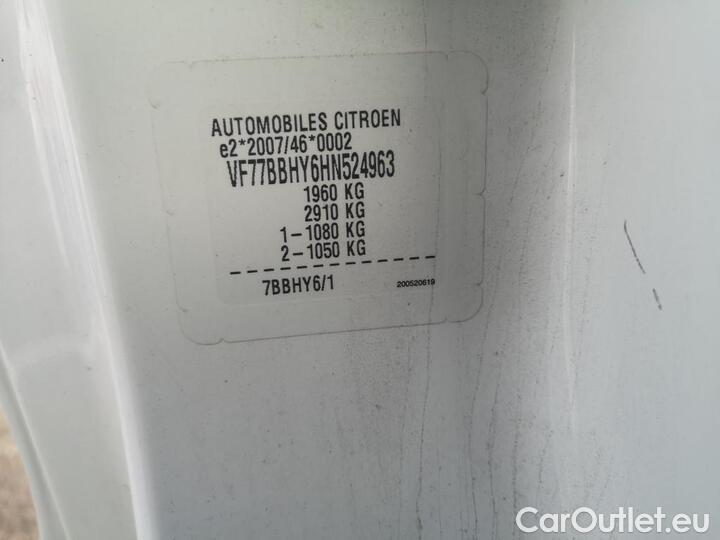 AUTOMOBILES CITROEN
e2*2007/46*0002
VF77BBHY6HN524963
1960 KG
2910 KG
1-1080 KG
2-1050 KG
7BBHY6/1
200520619
CarOutlet.eu